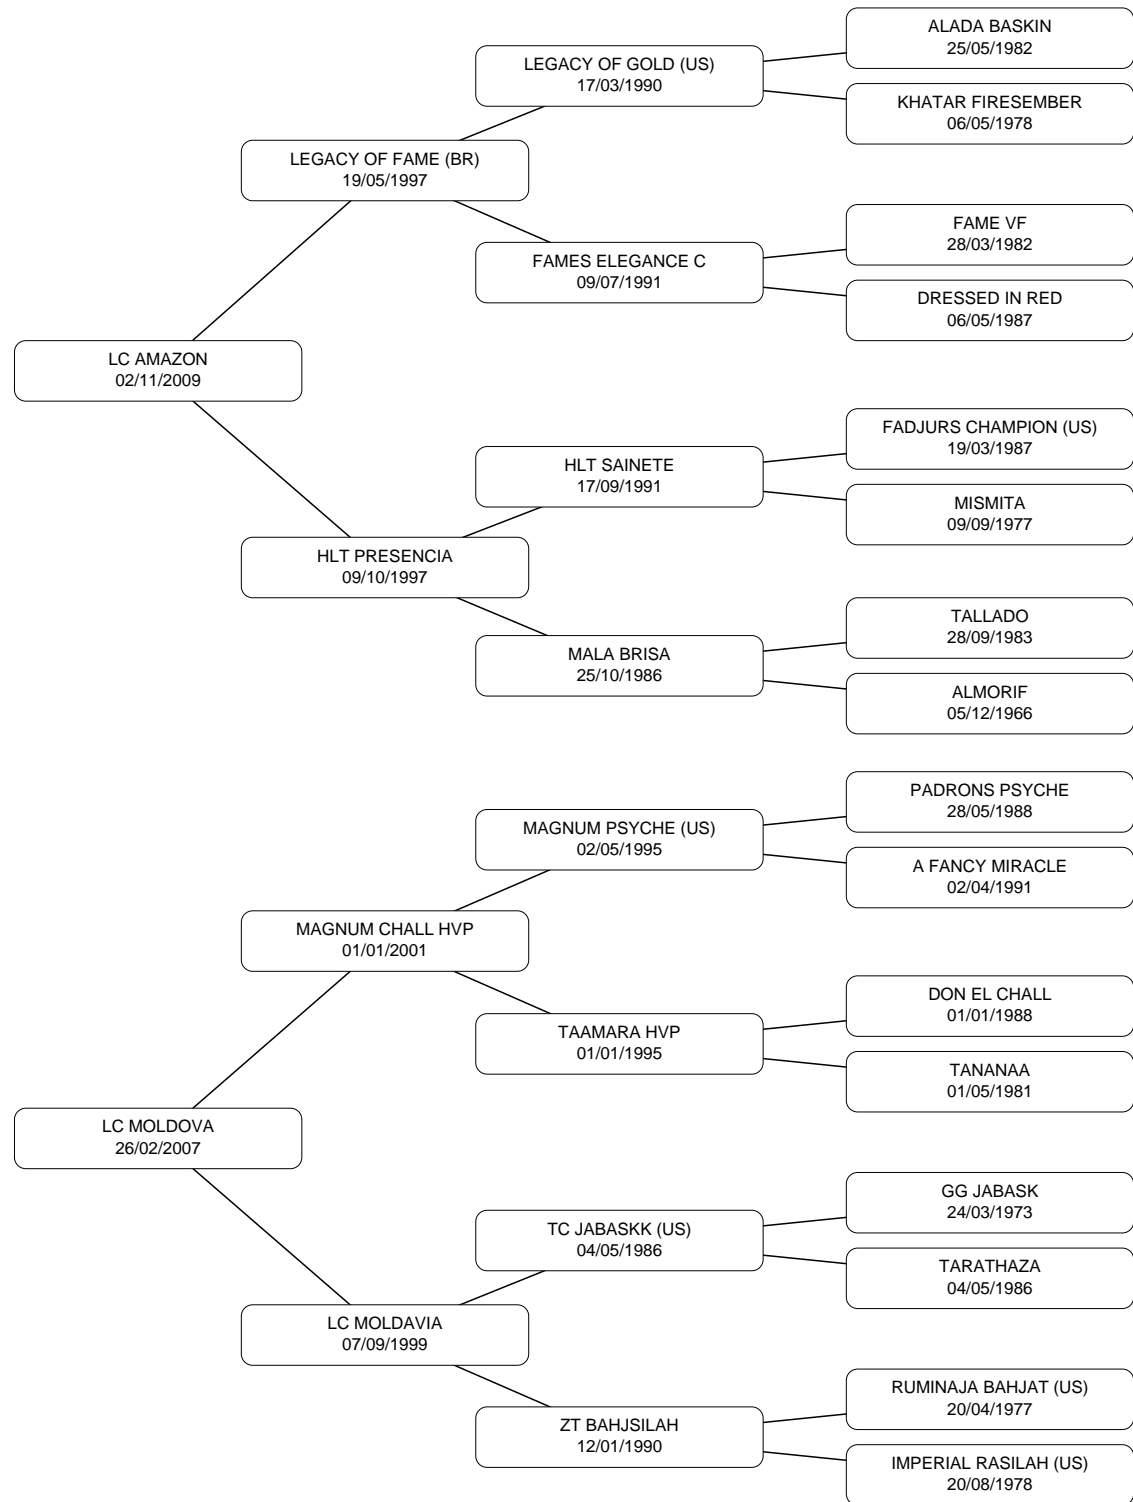 ALADA BASKIN
25/05/1982
LEGACY OF GOLD (US)
17/03/1990
KHATAR FIRESEMBER
06/05/1978
LEGACY OF FAME (BR)
19/05/1997
FAME VF
28/03/1982
FAMES ELEGANCE C
09/07/1991
DRESSED IN RED
06/05/1987
LC AMAZON
02/11/2009
FADJURS CHAMPION (US)
19/03/1987
HLT SAINETE
17/09/1991
MISMITA
09/09/1977
HLT PRESENCIA
09/10/1997
TALLADO
28/09/1983
MALA BRISA
25/10/1986
ALMORIF
05/12/1966
PADRONS PSYCHE
28/05/1988
MAGNUM PSYCHE (US)
02/05/1995
A FANCY MIRACLE
02/04/1991
MAGNUM CHALL HVP
01/01/2001
DON EL CHALL
01/01/1988
TAAMARA HVP
01/01/1995
TANANAA
01/05/1981
LC MOLDOVA
26/02/2007
GG JABASK
24/03/1973
TC JABASKK (US)
04/05/1986
TARATHAZA
04/05/1986
LC MOLDAVIA
07/09/1999
RUMINAJA BAHJAT (US)
20/04/1977
ZT BAHJSILAH
12/01/1990
IMPERIAL RASILAH (US)
20/08/1978